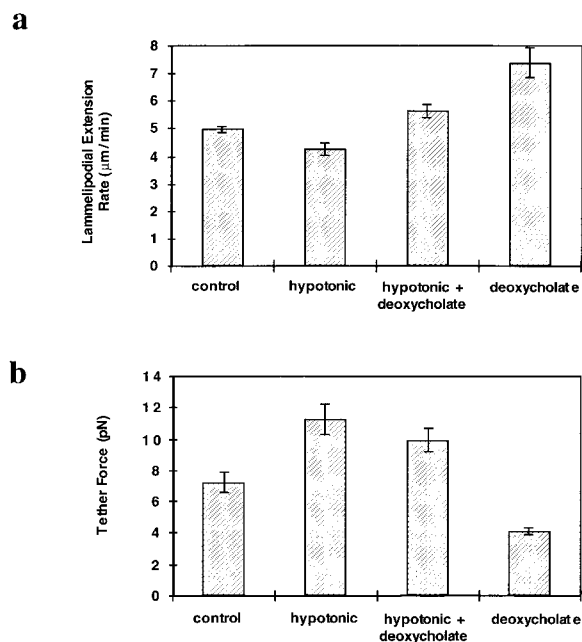 a
Lammelipodial Extension
Rate (μm/min)
8
7
6
5
4
3
2
1
0
control
hypotonic
hypotonic +
deoxycholate
deoxycholate
b
Tether Force (pN)
14
12
10
8
6
4
2
0
control
hypotonic
hypotonic +
deoxycholate
deoxycholate